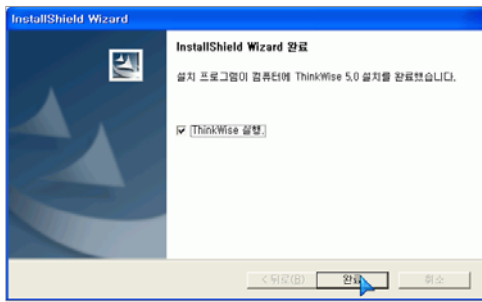 InstallShield Wizard
InstallShield Wizard 완료
설치 프로그램이 컴퓨터에 ThinkWise 5.0 설치를 완료했습니다.
ThinkWise 실행.
< 뒤로(B)
완료
취소